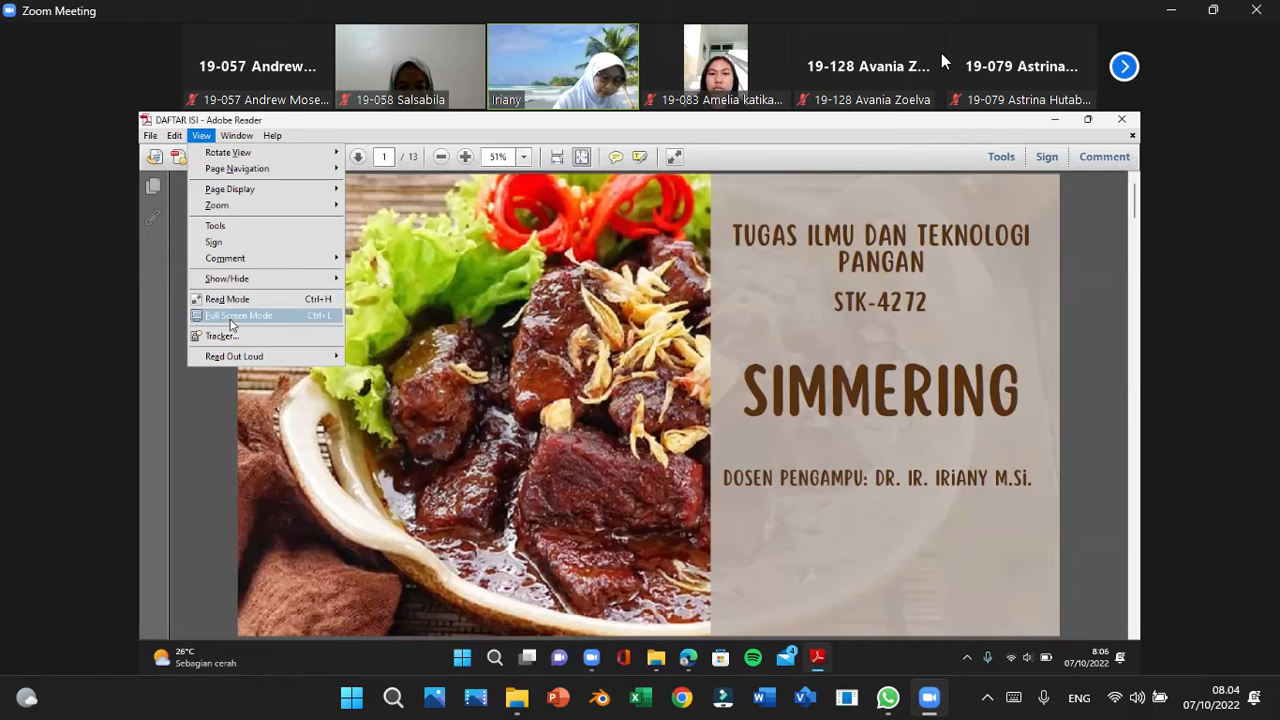 Zoom Meeting
19-057 Andrew...
19-128 Avania Z...
19-079 Astrina...
19-057 Andrew Mose...
19-058 Salsabila
Iriany
19-083 Amelia katika...
19-128 Avania Zoelva
19-079 Astrina Hutab...
DAFTAR ISI - Adobe Reader
File Edit View Window Help
1 / 13
51%
Tools Sign Comment
Rotate View
Page Navigation
Page Display
Zoom
Tools
Sign
Comment
Show/Hide
Read Mode Ctrl+H
Full Screen Mode Ctrl+L
Tracker...
Read Out Loud
TUGAS ILMU DAN TEKNOLOGI
PANGAN
STK-4272
SIMMERING
DOSEN PENGAMPU: DR. IR. IRiANY M.Si.
26°C
Sebagian cerah
4
8:06
07/10/2022
ENG
08.04
07/10/2022